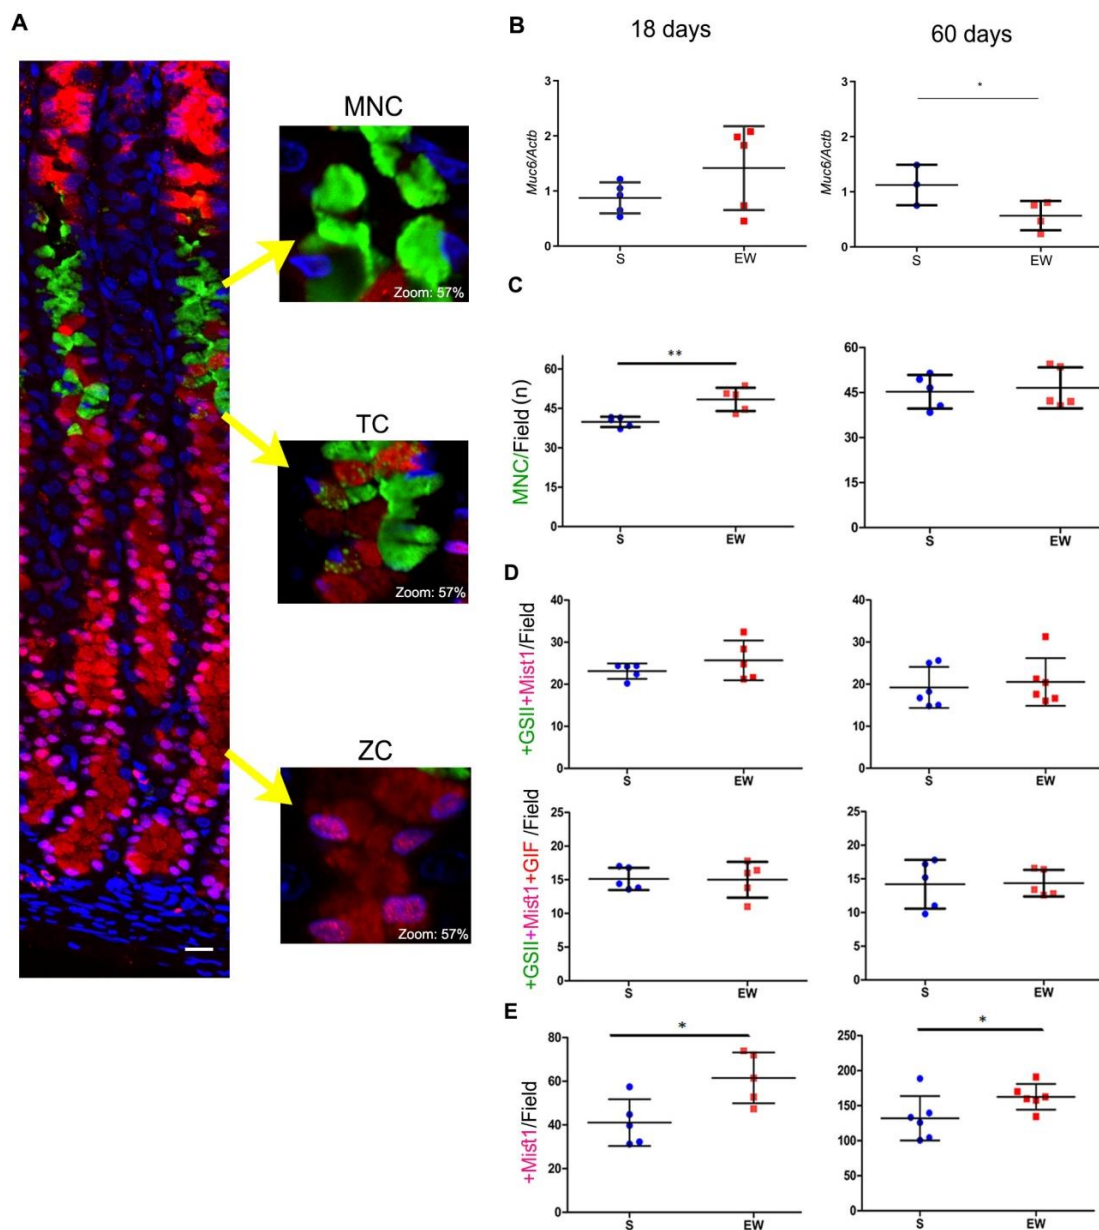 A
MNC
Zoom: 57%
TC
Zoom: 57%
ZC
Zoom: 57%
B
18 days
60 days
Muc6/Actb
3
2
1
0
S
EW
Muc6/Actb
3
2
1
0
*
S
EW
C
MNC/Field (n)
60
45
30
15
0
**
S
EW
60
45
30
15
0
S
EW
D
+GSII+Mist1/Field
40
30
20
10
0
S
EW
40
30
20
10
0
S
EW
+GSII+Mist1+GIF /Field
25
20
15
10
5
0
S
EW
25
20
15
10
5
0
S
EW
E
+Mist1/Field
80
60
40
20
0
*
S
EW
250
200
150
100
50
0
*
S
EW